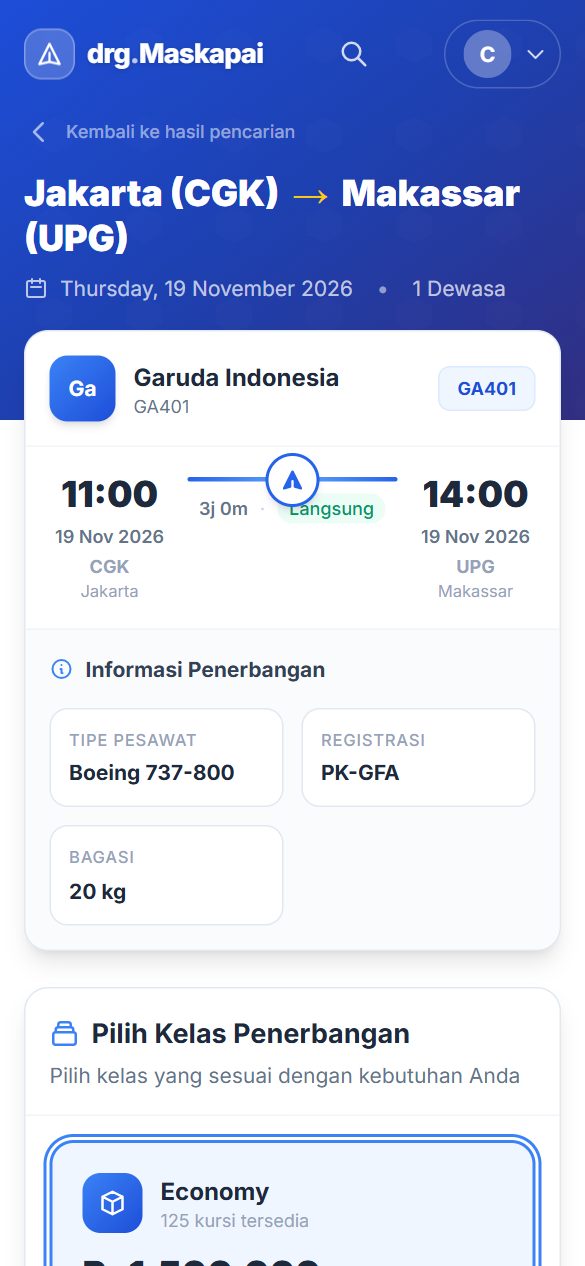 drg.Maskapai
C
Kembali ke hasil pencarian
Jakarta (CGK) → Makassar
(UPG)
Thursday, 19 November 2026 • 1 Dewasa
Ga
Garuda Indonesia
GA401
GA401
11:00
19 Nov 2026
CGK
Jakarta
3j 0m · Langsung
14:00
19 Nov 2026
UPG
Makassar
Informasi Penerbangan
TIPE PESAWAT
Boeing 737-800
REGISTRASI
PK-GFA
BAGASI
20 kg
Pilih Kelas Penerbangan
Pilih kelas yang sesuai dengan kebutuhan Anda
Economy
125 kursi tersedia